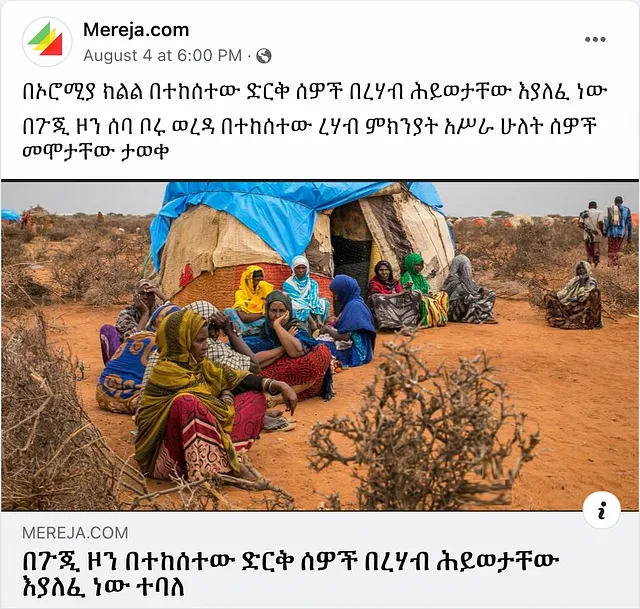 Mereja.com
August 4 at 6:00 PM ·
በኦሮሚያ ክልል በተከሰተው ድርቅ ሰዎች በረሃብ ሕይወታቸው እያለፈ ነው
በጉጂ ዞን ሰባ ቦሩ ወረዳ በተከሰተው ረሃብ ምክንያት አሥራ ሁለት ሰዎች
መሞታቸው ታወቀ
MEREJA.COM
በጉጂ ዞን በተከሰተው ድርቅ ሰዎች በረሃብ ሕይወታቸው
እያለፈ ነው ተባለ